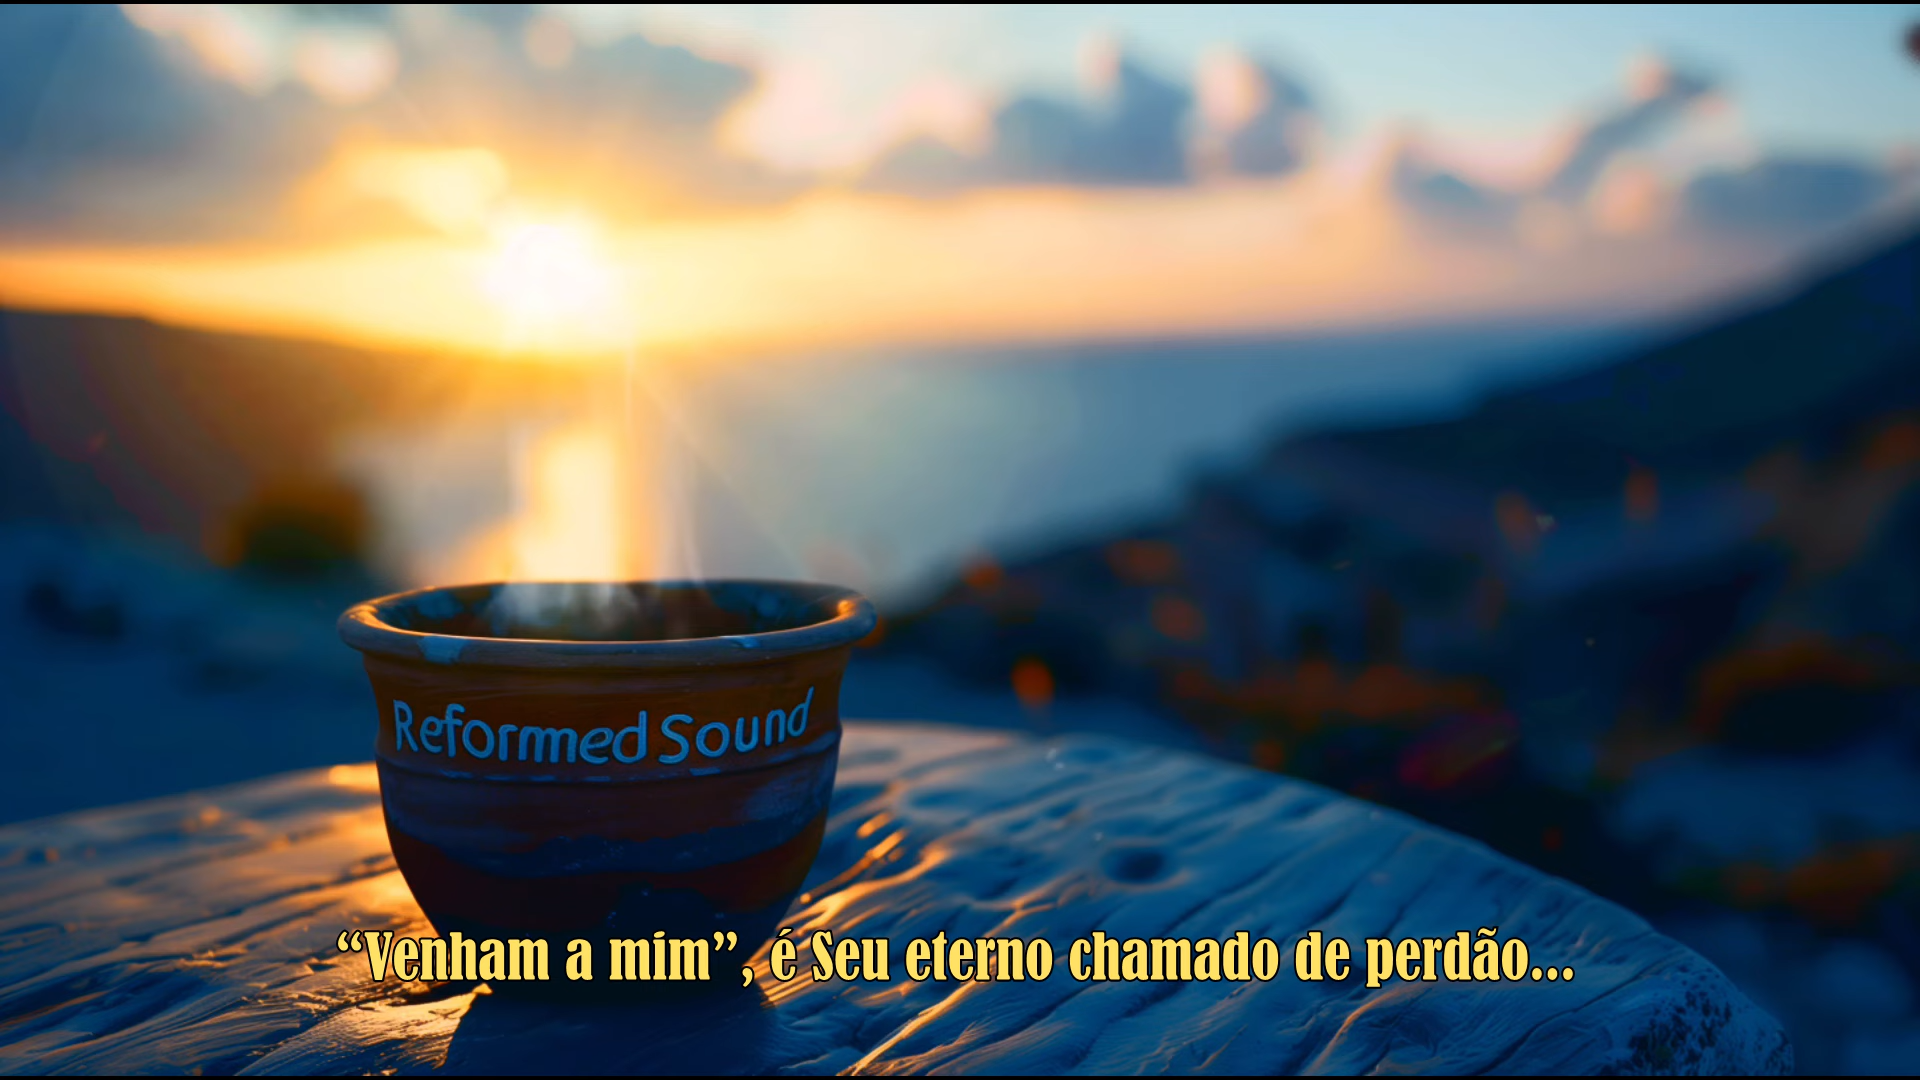 Reformed Sound
“Venham a mim”, é Seu eterno chamado de perdão...